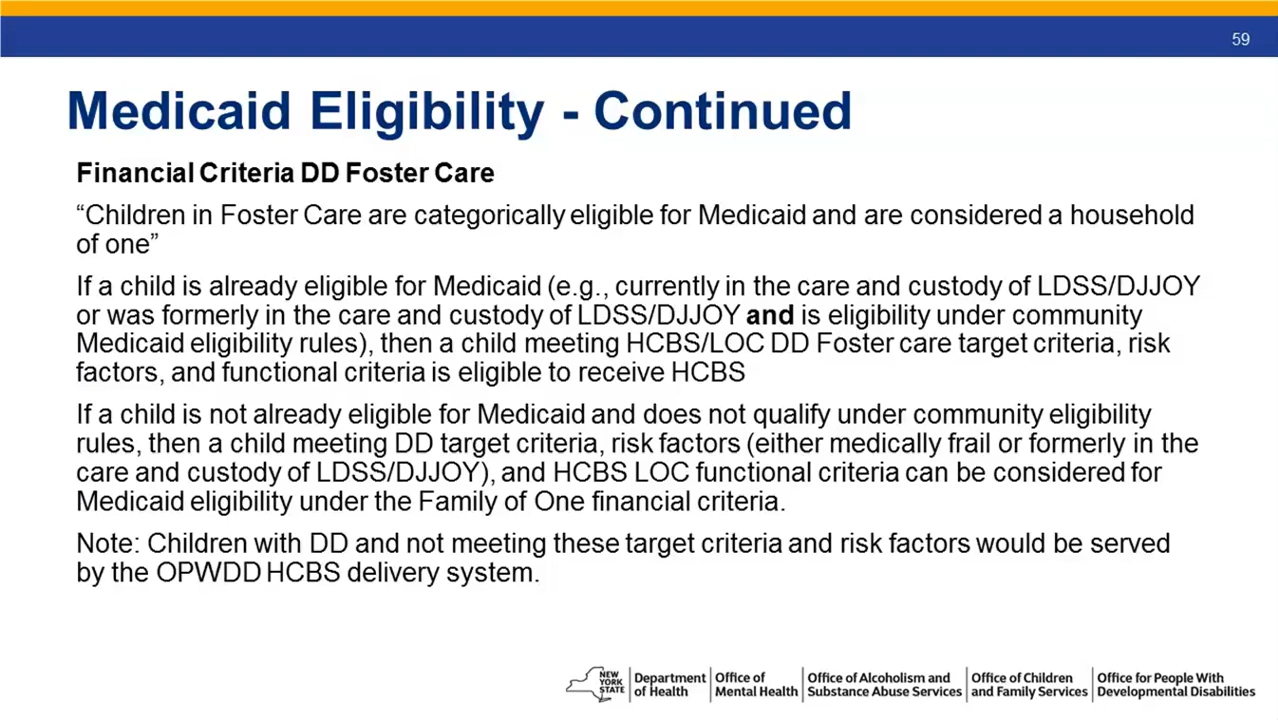 59
Medicaid Eligibility - Continued
Financial Criteria DD Foster Care
“Children in Foster Care are categorically eligible for Medicaid and are considered a household
of one”
If a child is already eligible for Medicaid (e.g., currently in the care and custody of LDSS/DJJOY
or was formerly in the care and custody of LDSS/DJJOY and is eligibility under community
Medicaid eligibility rules), then a child meeting HCBS/LOC DD Foster care target criteria, risk
factors, and functional criteria is eligible to receive HCBS
If a child is not already eligible for Medicaid and does not qualify under community eligibility
rules, then a child meeting DD target criteria, risk factors (either medically frail or formerly in the
care and custody of LDSS/DJJOY), and HCBS LOC functional criteria can be considered for
Medicaid eligibility under the Family of One financial criteria.
Note: Children with DD and not meeting these target criteria and risk factors would be served
by the OPWDD HCBS delivery system.
NEW
YORK
STATE
Department
of Health
Office of
Mental Health
Office of Alcoholism and
Substance Abuse Services
Office of Children
and Family Services
Office for People With
Developmental Disabilities